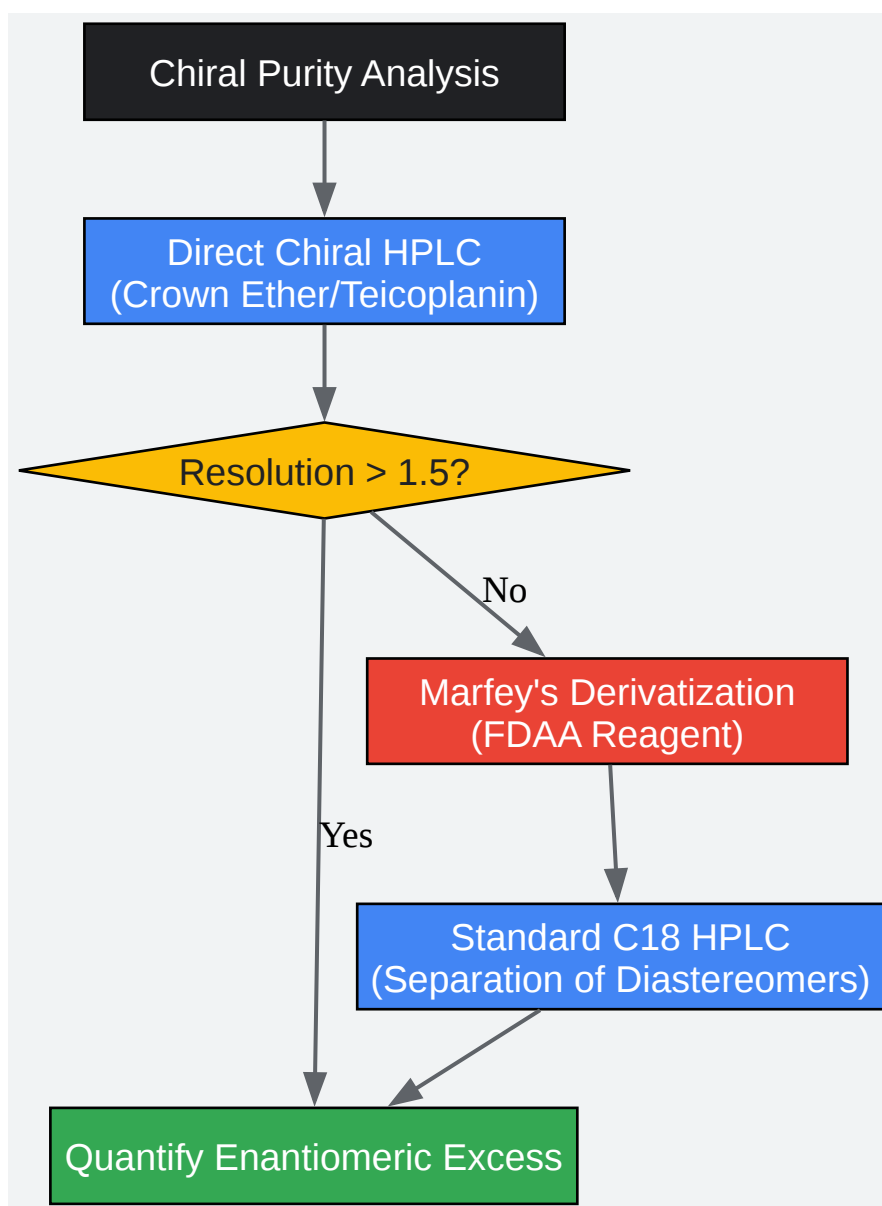 Chiral Purity Analysis
Direct Chiral HPLC
(Crown Ether/Teicoplanin)
Resolution > 1.5?
No
Marfey's Derivatization
(FDAA Reagent)
Yes
Standard C18 HPLC
(Separation of Diastereomers)
Quantify Enantiomeric Excess